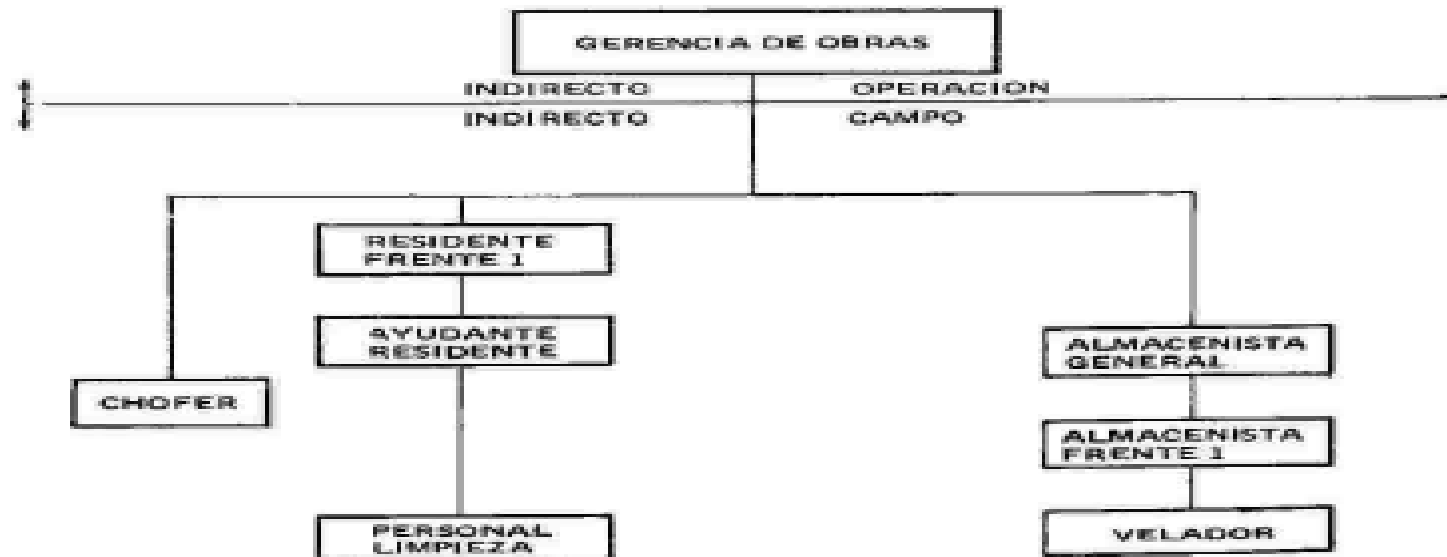 GERENCIA DE OBRAS
INDIRECTO OPERACION
INDIRECTO CAMPO
RESIDENTE
FRENTE 1
AYUDANTE
RESIDENTE
ALMACENISTA
GENERAL
CHOFER
ALMACENISTA
FRENTE 1
PERSONAL
LIMPIEZA
VELADOR